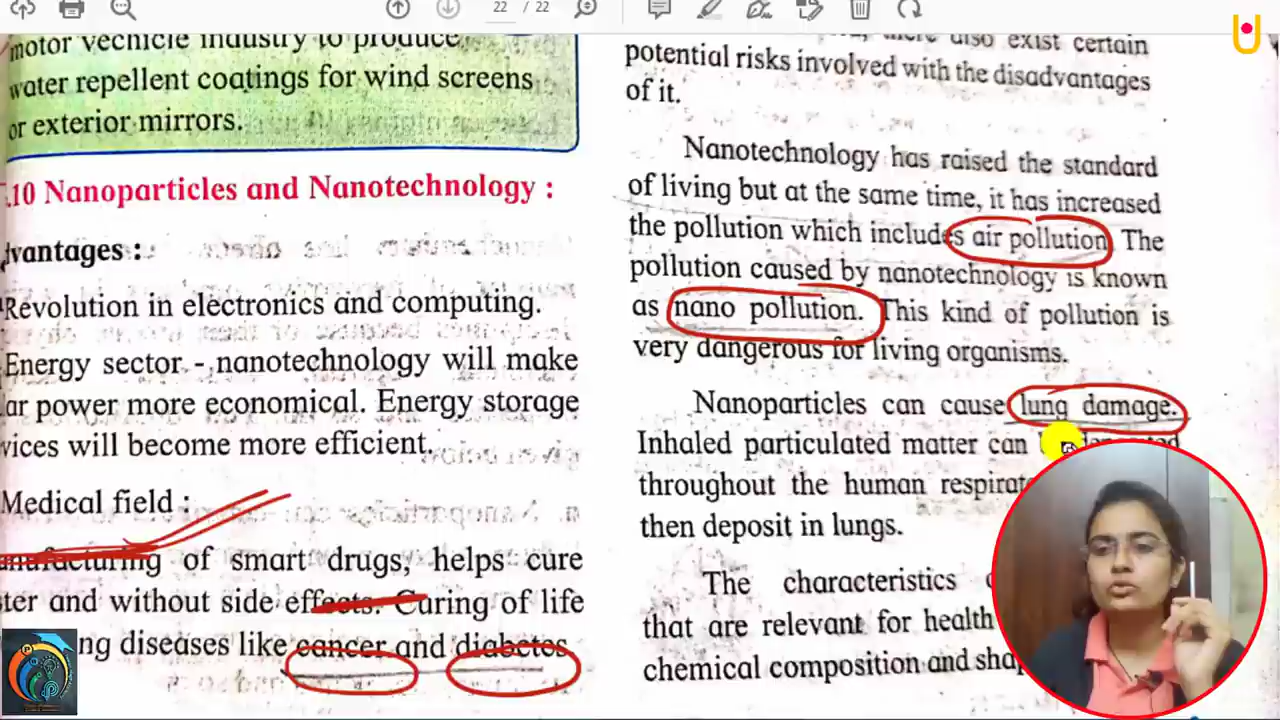 22 / 22
motor vechicle industry to produce
water repellent coatings for wind screens
or exterior mirrors.
.10 Nanoparticles and Nanotechnology :
dvantages :
Revolution in electronics and computing.
Energy sector - nanotechnology will make
ar power more economical. Energy storage
vices will become more efficient.
Medical field :
anufacturing of smart drugs, helps cure
ter and without side effects. Curing of life
ng diseases like cancer and diabetes.
also exist certain
potential risks involved with the disadvantages
of it.
Nanotechnology has raised the standard
of living but at the same time, it has increased
the pollution which includes air pollution. The
pollution caused by nanotechnology is known
as nano pollution. This kind of pollution is
very dangerous for living organisms.
Nanoparticles can cause lung damage.
Inhaled particulated matter can
throughout the human respirat
then deposit in lungs.
The characteristics
that are relevant for health
chemical composition and shap